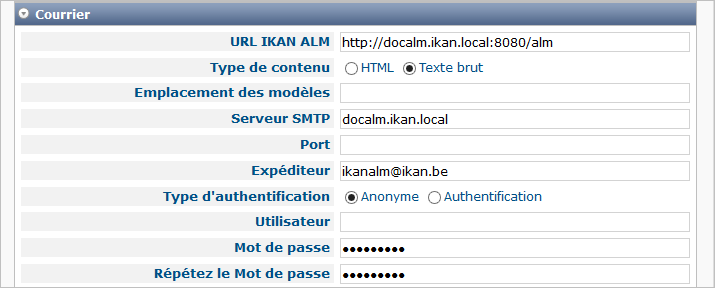 Courrier
URL IKAN ALM http://docalm.ikan.local:8080/alm
Type de contenu HTML Texte brut
Emplacement des modèles
Serveur SMTP docalm.ikan.local
Port
Expéditeur ikanalm@ikan.be
Type d'authentification Anonyme Authentification
Utilisateur
Mot de passe •••••••••
Répétez le Mot de passe •••••••••